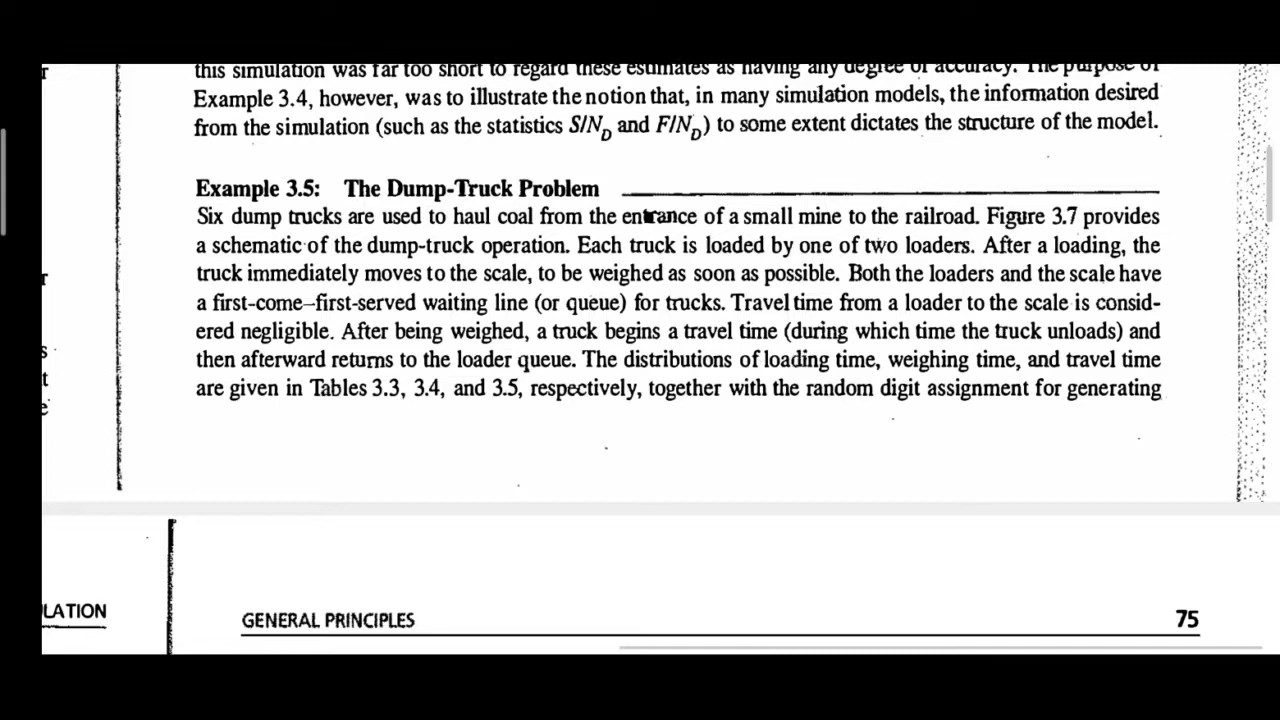 this simulation was far too short to regard these estimates as having any degree of accuracy. The purpose of
Example 3.4, however, was to illustrate the notion that, in many simulation models, the information desired
from the simulation (such as the statistics S/N_D and F/N_D) to some extent dictates the structure of the model.
Example 3.5: The Dump-Truck Problem
Six dump trucks are used to haul coal from the entrance of a small mine to the railroad. Figure 3.7 provides
a schematic of the dump-truck operation. Each truck is loaded by one of two loaders. After a loading, the
truck immediately moves to the scale, to be weighed as soon as possible. Both the loaders and the scale have
a first-come–first-served waiting line (or queue) for trucks. Travel time from a loader to the scale is consid-
ered negligible. After being weighed, a truck begins a travel time (during which time the truck unloads) and
then afterward returns to the loader queue. The distributions of loading time, weighing time, and travel time
are given in Tables 3.3, 3.4, and 3.5, respectively, together with the random digit assignment for generating
LATION
GENERAL PRINCIPLES 75